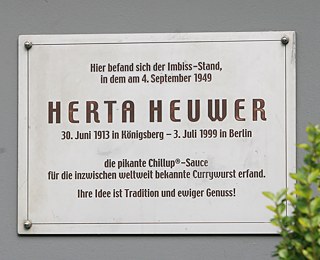 Hier befand sich der Imbiss-Stand,
in dem am 4. September 1949
HERTA HEUWER
30. Juni 1913 in Königsberg – 3. Juli 1999 in Berlin
die pikante Chillup®-Sauce
für die inzwischen weltweit bekannte Currywurst erfand.
Ihre Idee ist Tradition und ewiger Genuss!